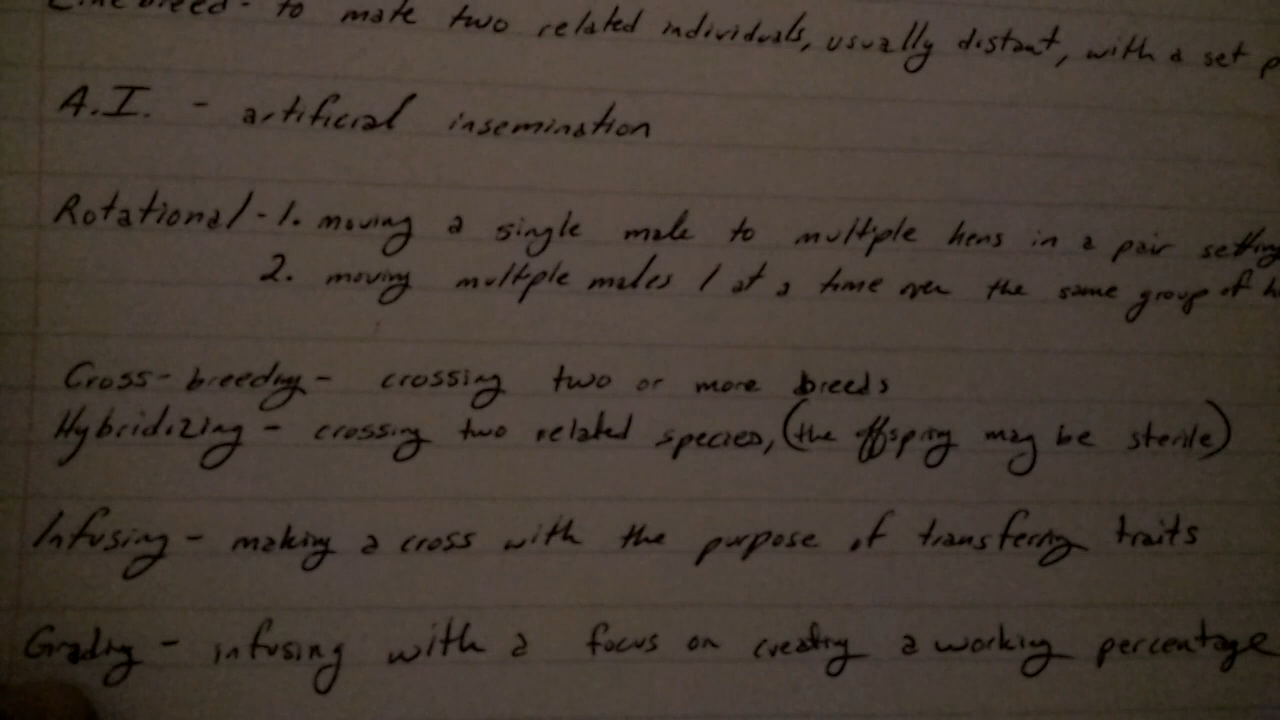 Linebreed - to mate two related individuals, usually distant, with a set
A.I. - artificial insemination
Rotational - 1. moving a single male to multiple hens in a pair setting
2. moving multiple males 1 at a time over the same group of
Cross-breeding - crossing two or more breeds
Hybridizing - crossing two related species, (the offspring may be sterile)
Infusing - making a cross with the purpose of transferring traits
Grading - infusing with a focus on creating a working percentage